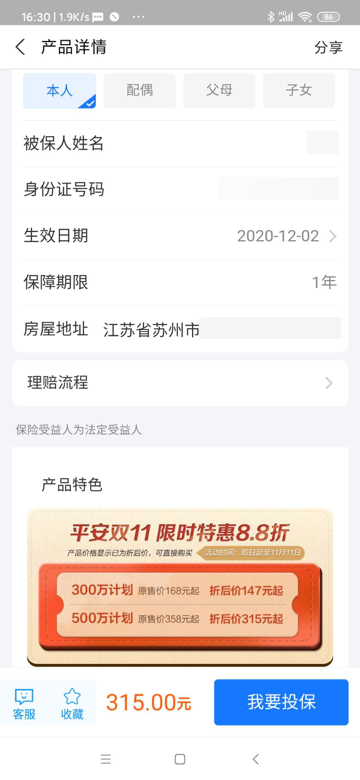 16:30 | 1.9K/s
HD
86
产品详情
分享
本人
配偶
父母
子女
被保人姓名
身份证号码
生效日期
2020-12-02
保障期限
1年
房屋地址
江苏省苏州市
理赔流程
保险受益人为法定受益人
产品特色
平安双11 限时特惠8.8折
产品价格显示已为折后价，可直接购买
活动时间：即日起至11月11日
300万计划 原售价168元起 折后价147元起
500万计划 原售价358元起 折后价315元起
客服
收藏
315.00元
我要投保